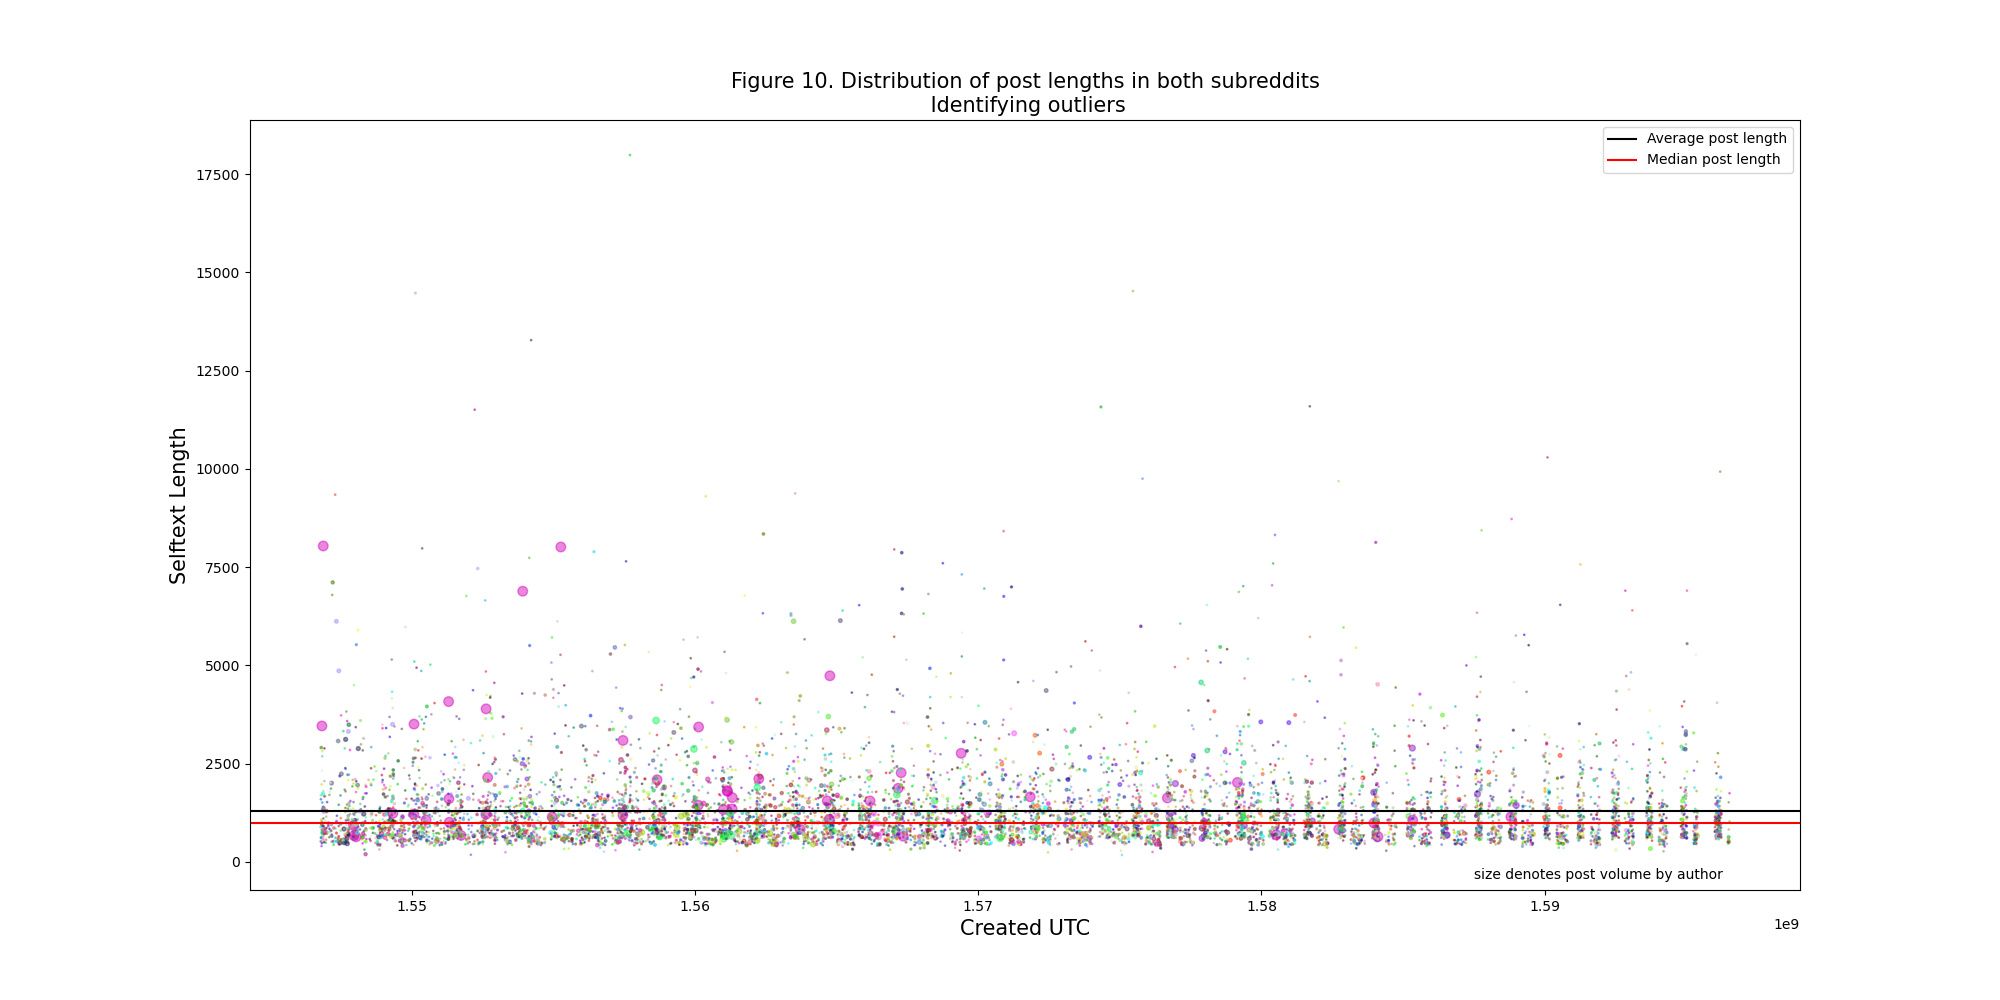 Figure 10. Distribution of post lengths in both subreddits
Identifying outliers
Average post length
Median post length
17500
15000
12500
10000
7500
5000
2500
0
Selftext Length
size denotes post volume by author
1.55
1.56
1.57
1.58
1.59
1e9
Created UTC